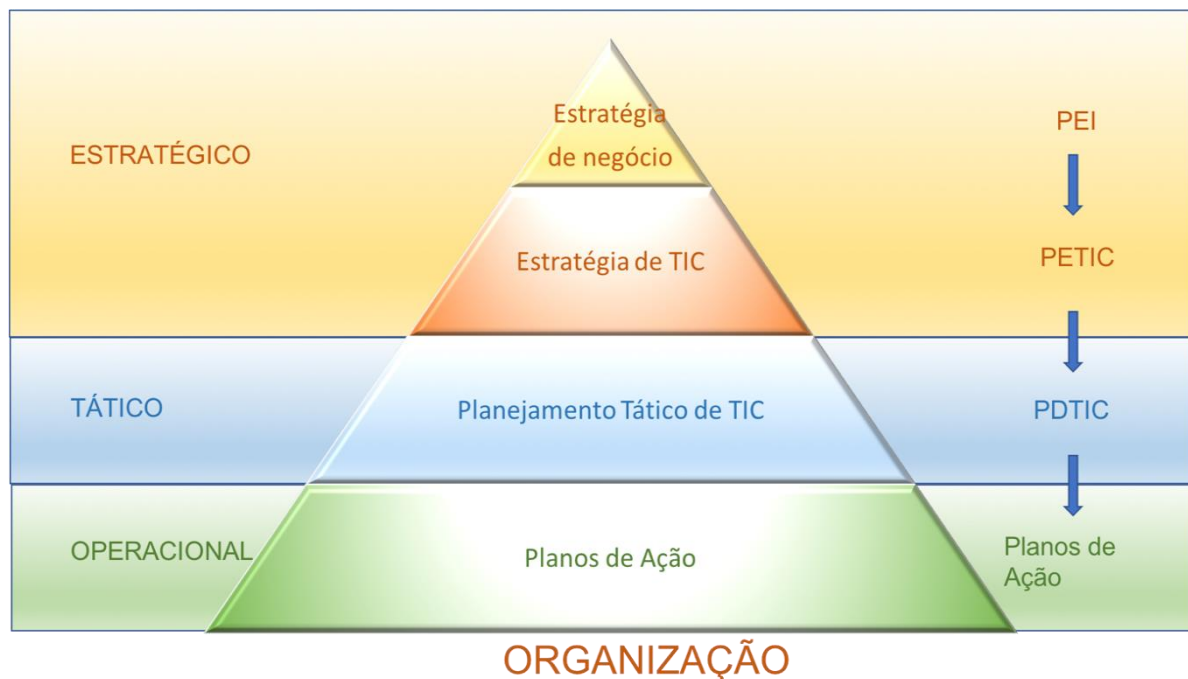 Estratégia
de negócio
PEI
ESTRATÉGICO
Estratégia de TIC
PETIC
TÁTICO
Planejamento Tático de TIC
PDTIC
OPERACIONAL
Planos de Ação
Planos de
Ação
ORGANIZAÇÃO